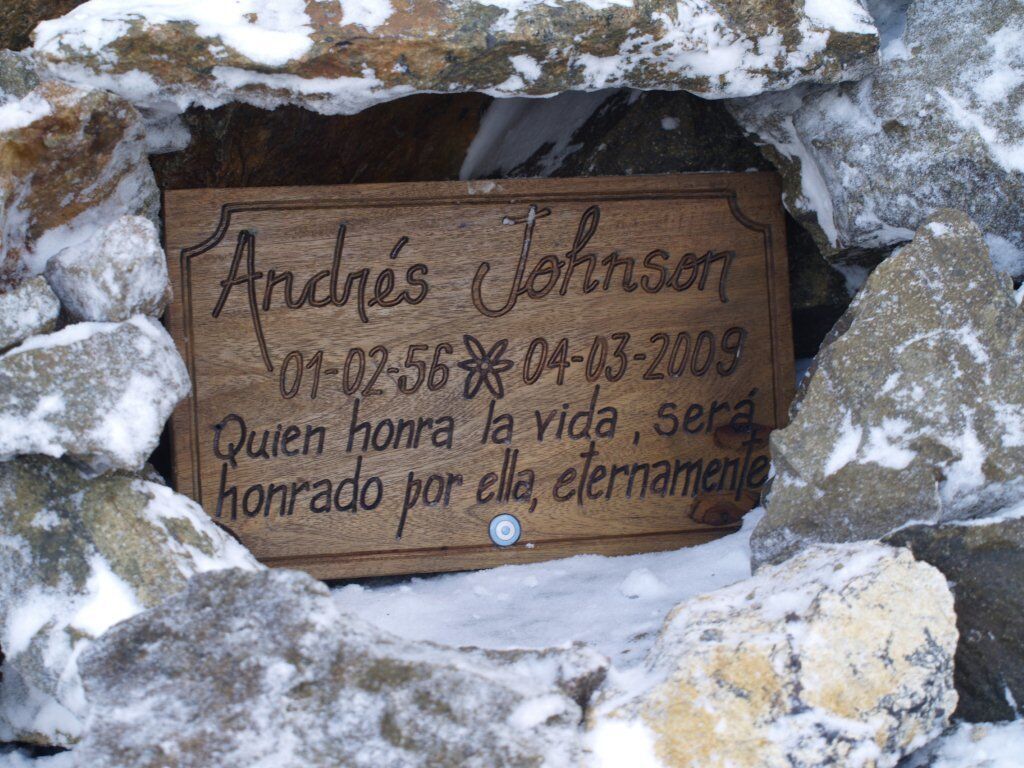 Andrés Johnson
01-02-56 04-03-2009
Quien honra la vida, será
honrado por ella, eternamente